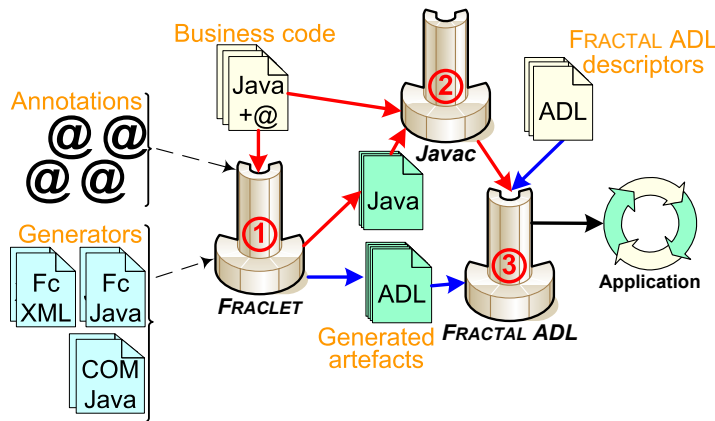 Business code
Java
+@
2
Javac
FRACTAL ADL
descriptors
ADL
Annotations
@ @
@ @
1
FRACLET
Java
Generators
Fc
XML
Fc
Java
COM
Java
ADL
Generated
artefacts
3
FRACTAL ADL
Application